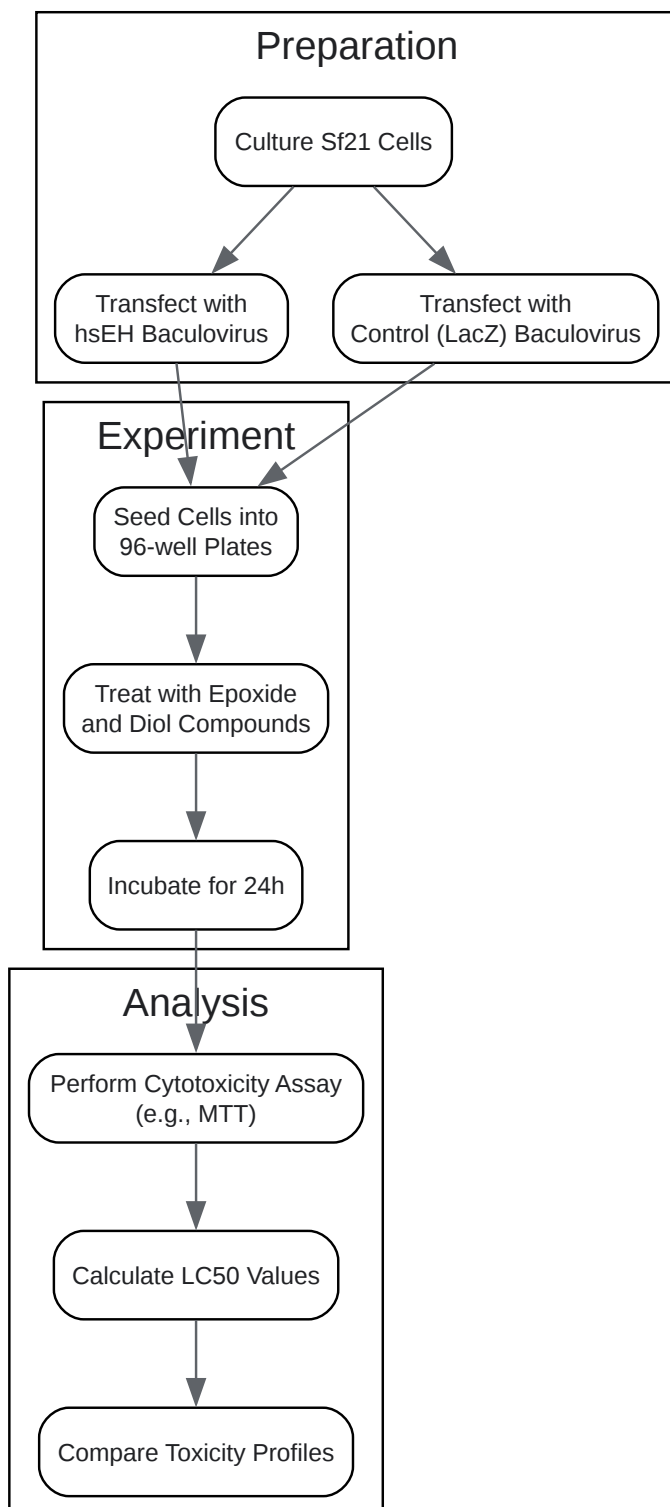 Preparation
Culture Sf21 Cells
Transfect with
hsEH Baculovirus
Transfect with
Control (LacZ) Baculovirus
Experiment
Seed Cells into
96-well Plates
Treat with Epoxide
and Diol Compounds
Incubate for 24h
Analysis
Perform Cytotoxicity Assay
(e.g., MTT)
Calculate LC50 Values
Compare Toxicity Profiles